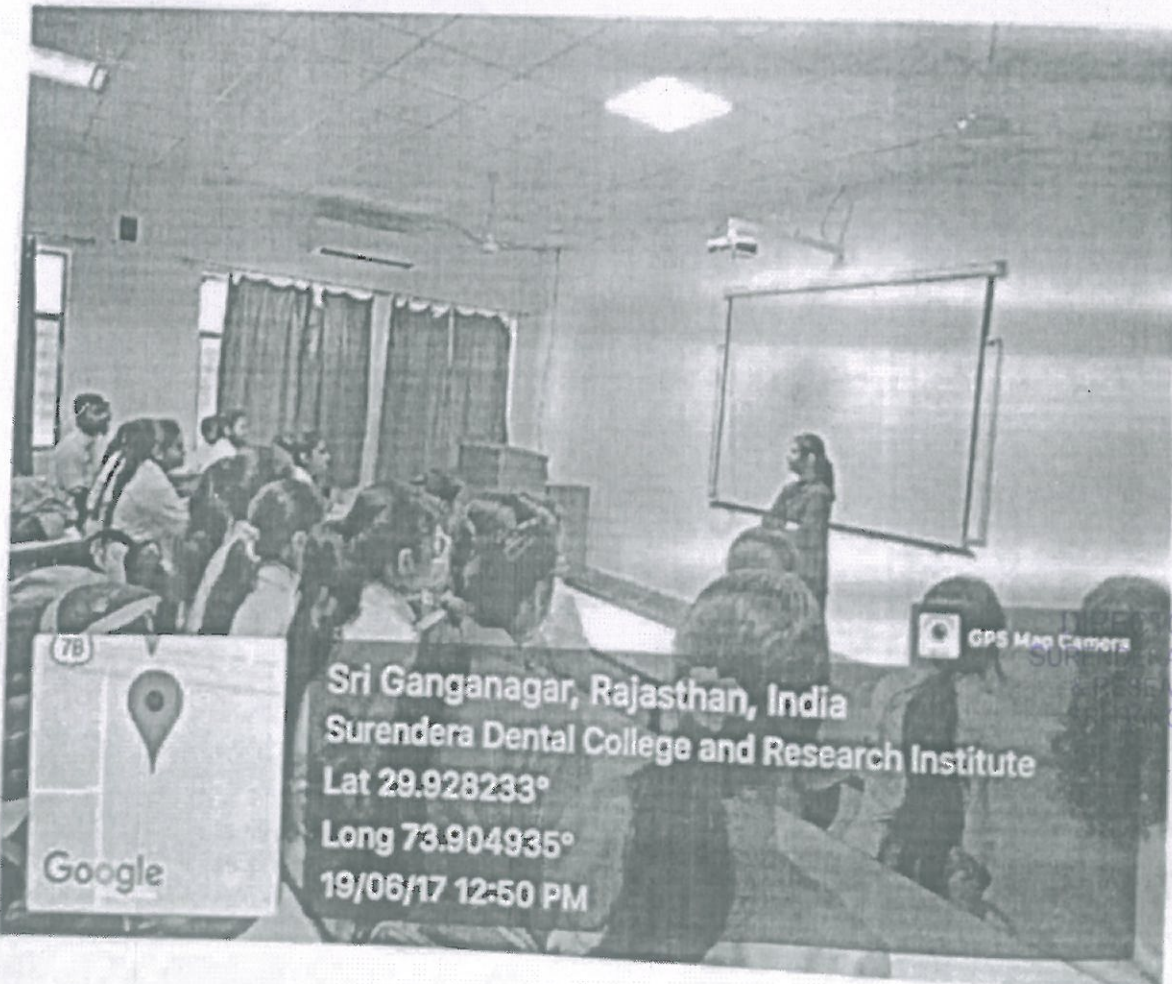 GPS Map Camera
7B
Google
Sri Ganganagar, Rajasthan, India
Surendera Dental College and Research Institute
Lat 29.928233°
Long 73.904935°
19/06/17 12:50 PM